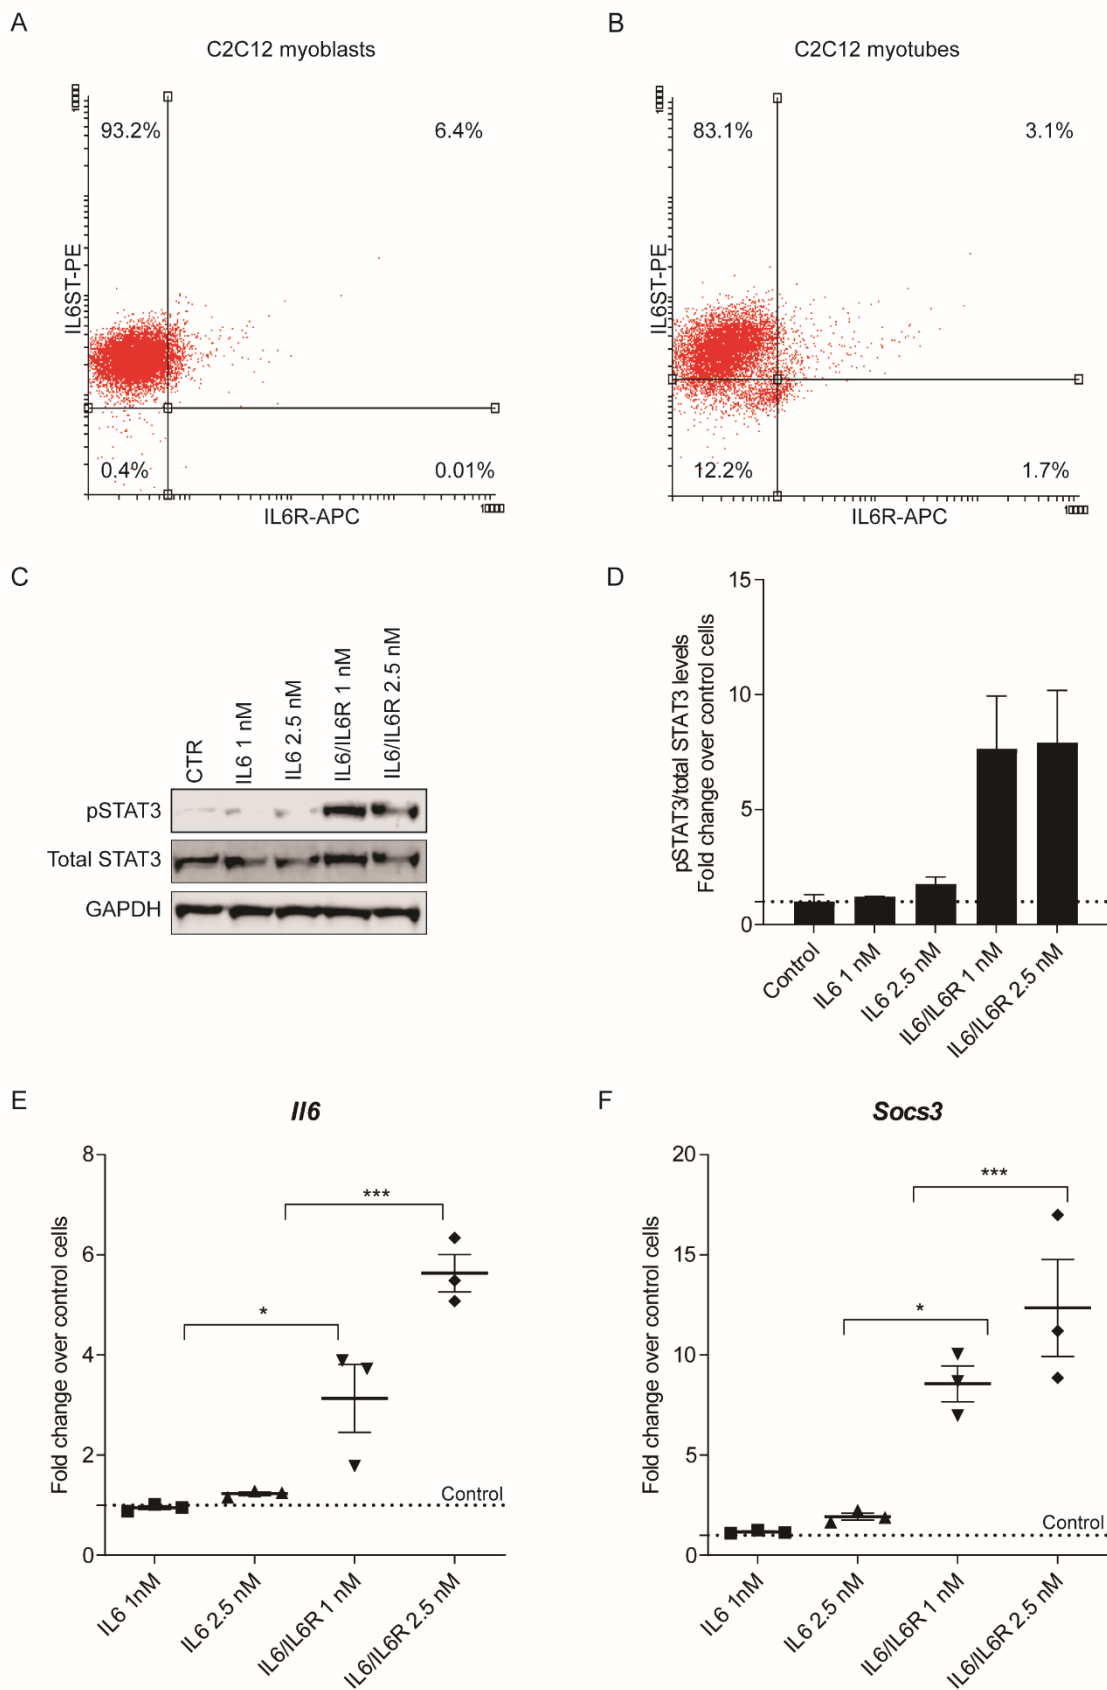 A
B
C2C12 myoblasts
C2C12 myotubes
93.2%
6.4%
83.1%
3.1%
IL6ST-PE
IL6ST-PE
0.4%
0.01%
12.2%
1.7%
IL6R-APC
IL6R-APC
C
D
CTR
IL6 1 nM
IL6 2.5 nM
IL6/IL6R 1 nM
IL6/IL6R 2.5 nM
pSTAT3
Total STAT3
GAPDH
pSTAT3/total STAT3 levels
Fold change over control cells
15
10
5
0
Control
IL6 1 nM
IL6 2.5 nM
IL6/IL6R 1 nM
IL6/IL6R 2.5 nM
E
F
Il6
Socs3
Fold change over control cells
8
6
4
2
0
*
***
Control
IL6 1nM
IL6 2.5 nM
IL6/IL6R 1 nM
IL6/IL6R 2.5 nM
Fold change over control cells
20
15
10
5
0
*
***
Control
IL6 1nM
IL6 2.5 nM
IL6/IL6R 1 nM
IL6/IL6R 2.5 nM